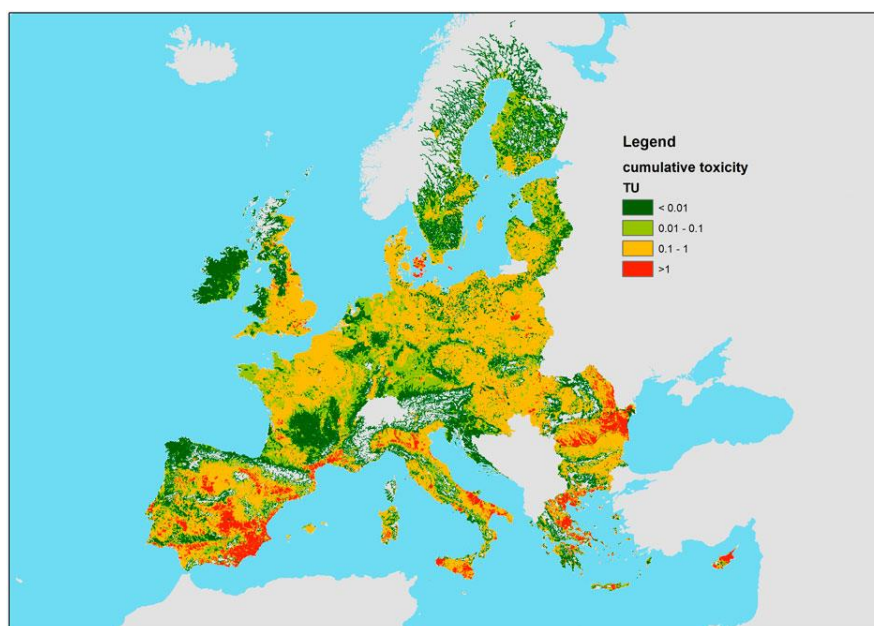 Legend
cumulative toxicity
TU
< 0.01
0.01 - 0.1
0.1 - 1
>1